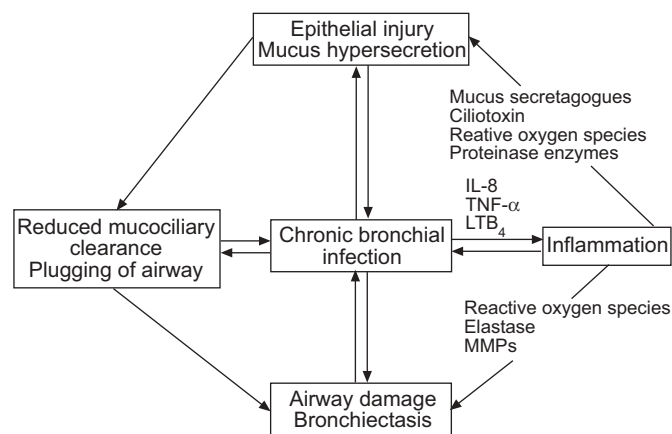 Epithelial injury
Mucus hypersecretion
Mucus secretagogues
Ciliotoxin
Reative oxygen species
Proteinase enzymes
IL-8
TNF-α
LTB4
Reduced mucociliary
clearance
Plugging of airway
Chronic bronchial
infection
Inflammation
Reactive oxygen species
Elastase
MMPs
Airway damage
Bronchiectasis